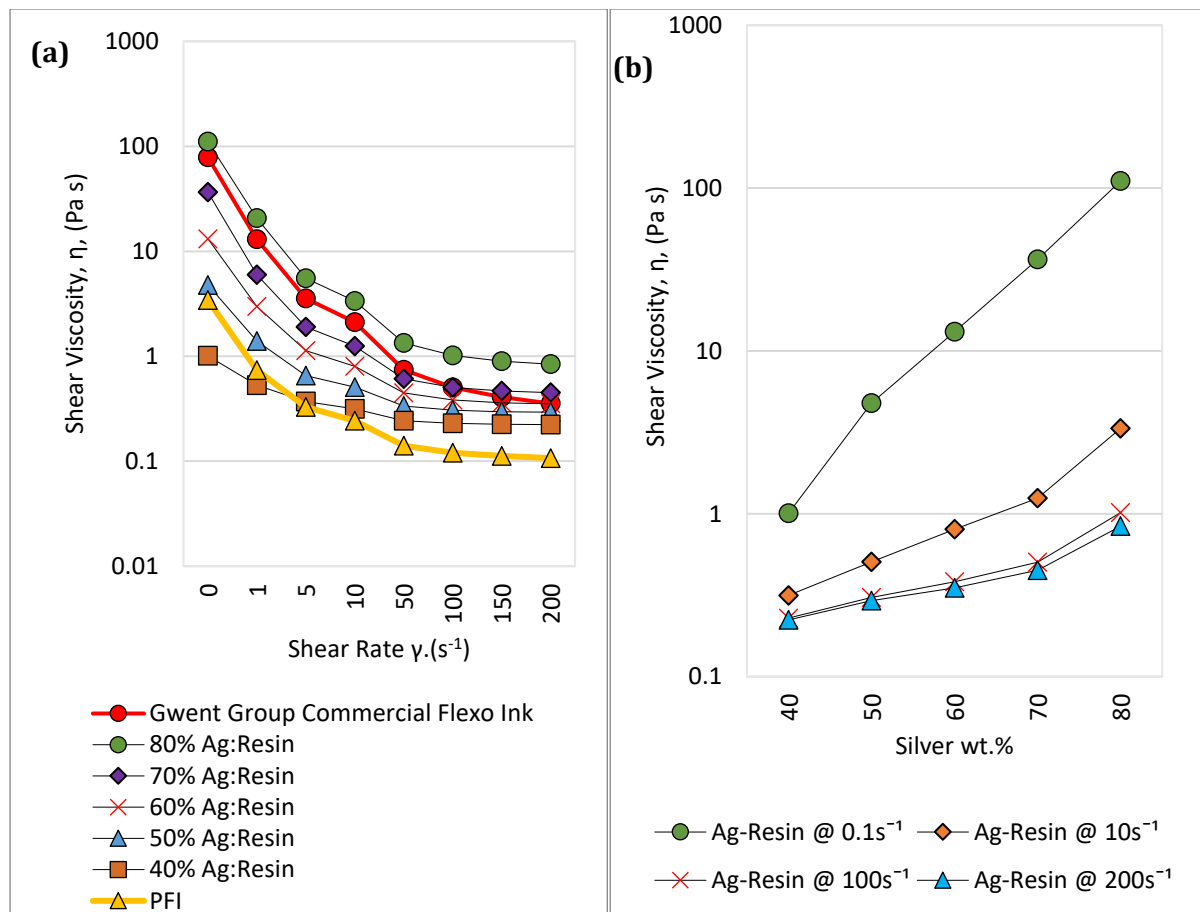 (a)
Shear Viscosity, η, (Pa s)
1000
100
10
1
0.1
0.01
0 1 5 10 50 100 150 200
Shear Rate γ.(s⁻¹)
Gwent Group Commercial Flexo Ink
80% Ag:Resin
70% Ag:Resin
60% Ag:Resin
50% Ag:Resin
40% Ag:Resin
PFI
(b)
Shear Viscosity, η, (Pa s)
1000
100
10
1
0.1
40 50 60 70 80
Silver wt.%
Ag-Resin @ 0.1s⁻¹ Ag-Resin @ 10s⁻¹
Ag-Resin @ 100s⁻¹ Ag-Resin @ 200s⁻¹